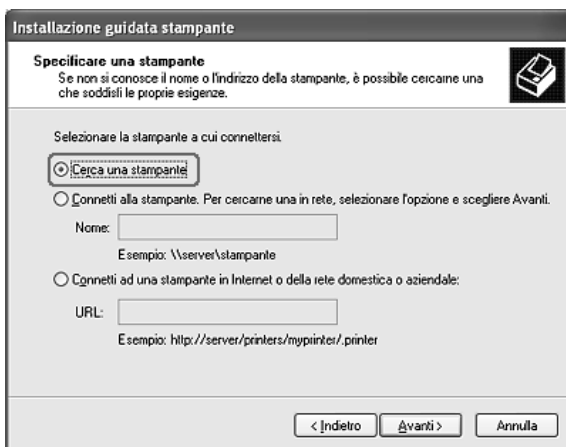 Installazione guidata stampante
Specificare una stampante
Se non si conosce il nome o l'indirizzo della stampante, è possibile cercarne una
che soddisfi le proprie esigenze.
Selezionare la stampante a cui connettersi.
Cerca una stampante
Connetti alla stampante. Per cercarne una in rete, selezionare l'opzione e scegliere Avanti.
Nome:
Esempio: \\server\stampante
Connetti ad una stampante in Internet o della rete domestica o aziendale:
URL:
Esempio: http://server/printers/myprinter/.printer
< Indietro
Avanti >
Annulla